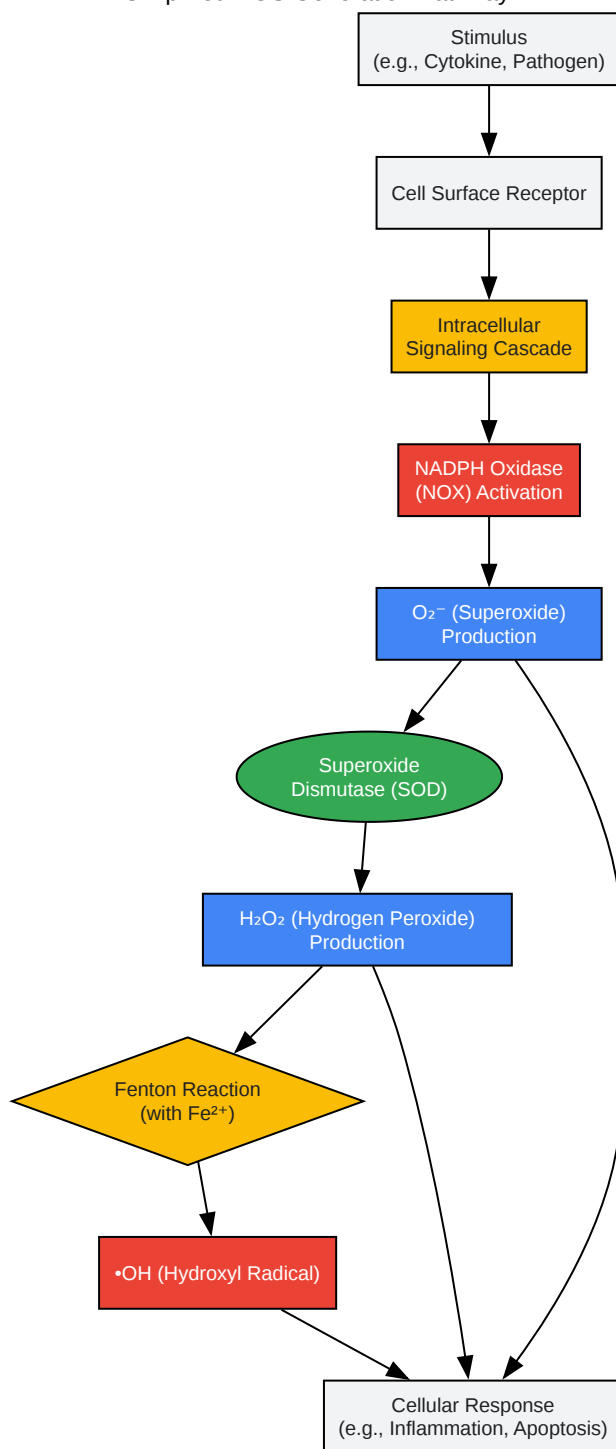 Stimulus
(e.g., Cytokine, Pathogen)
Cell Surface Receptor
Intracellular
Signaling Cascade
NADPH Oxidase
(NOX) Activation
O₂⁻ (Superoxide)
Production
Superoxide
Dismutase (SOD)
H₂O₂ (Hydrogen Peroxide)
Production
Fenton Reaction
(with Fe²⁺)
•OH (Hydroxyl Radical)
Cellular Response
(e.g., Inflammation, Apoptosis)